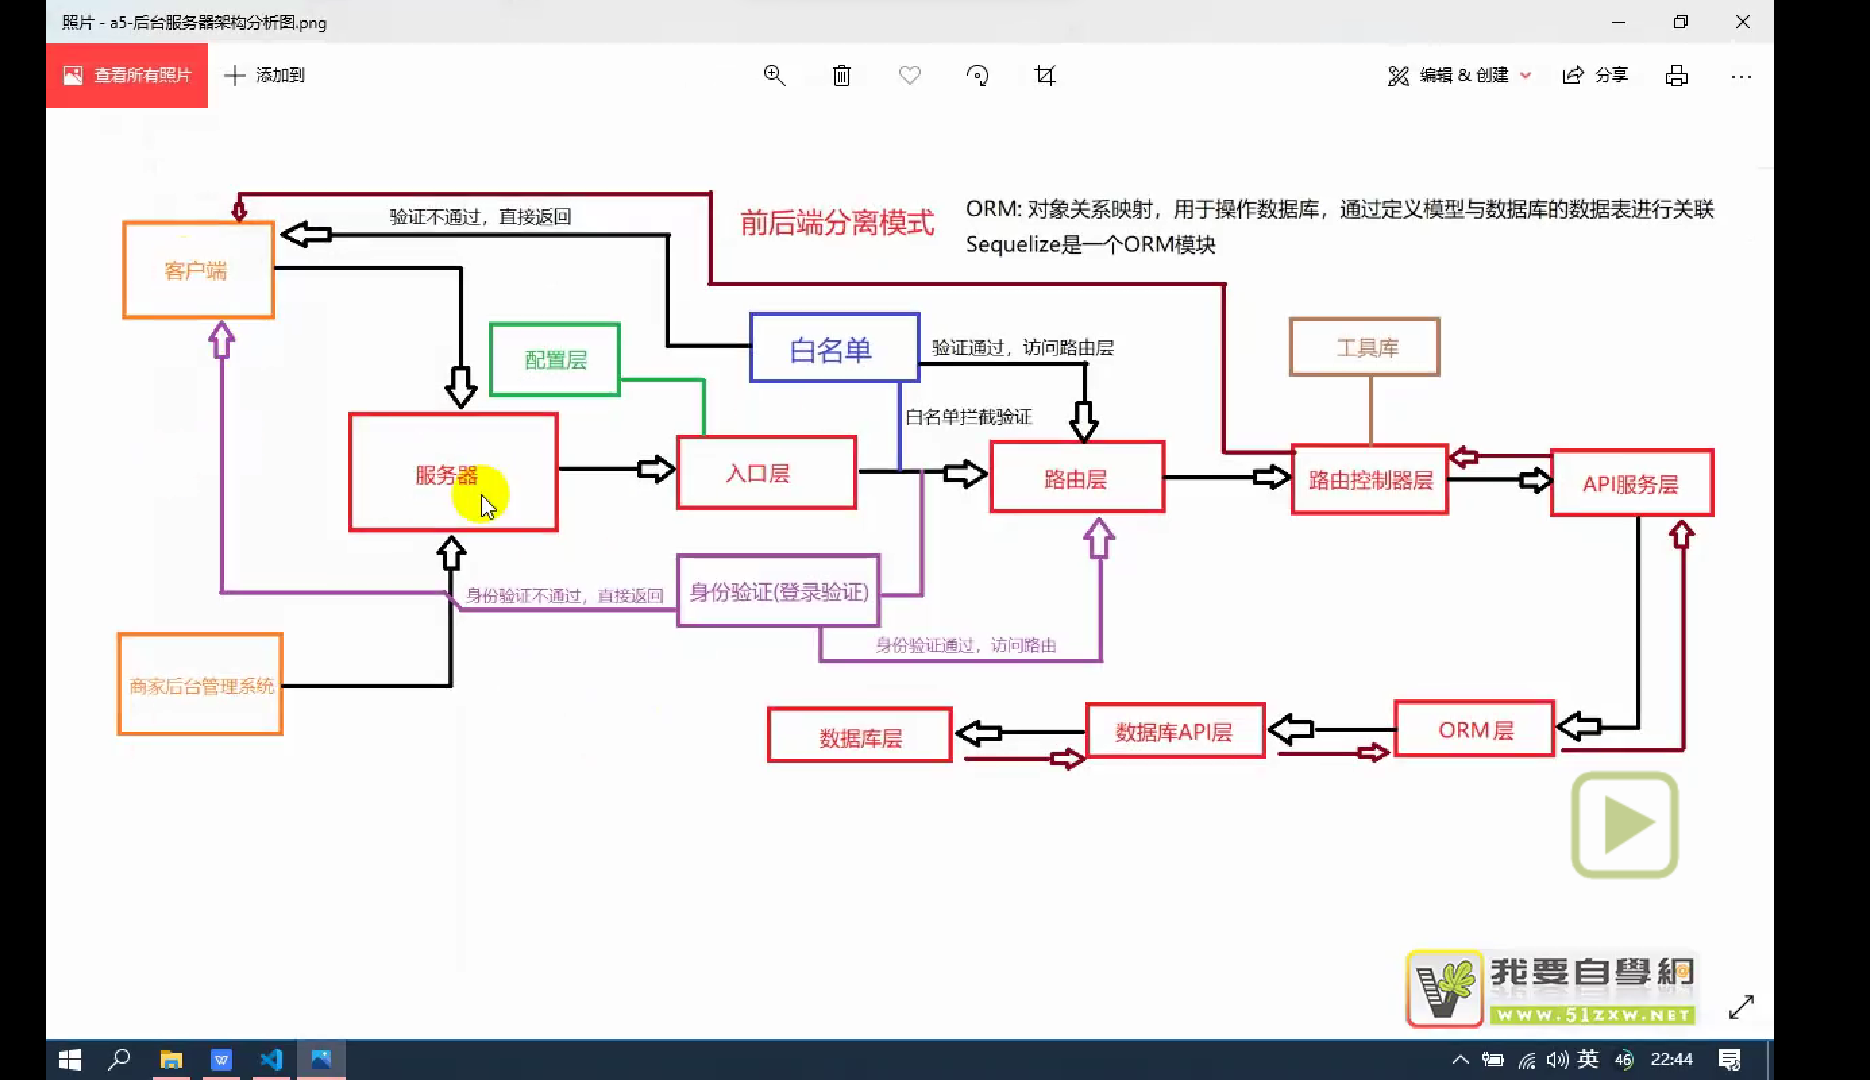 照片 - a5-后台服务器架构分析图.png
查看所有照片
添加到
编辑 & 创建
分享
验证不通过，直接返回
前后端分离模式
ORM: 对象关系映射，用于操作数据库，通过定义模型与数据库的数据表进行关联
Sequelize是一个ORM模块
客户端
配置层
白名单
验证通过，访问路由层
工具库
白名单拦截验证
服务器
入口层
路由层
路由控制器层
API服务层
身份验证不通过，直接返回
身份验证(登录验证)
身份验证通过，访问路由
商家后台管理系统
数据库层
数据库API层
ORM层
我要自學網
WWW.51ZXW.NET
英
46
22:44